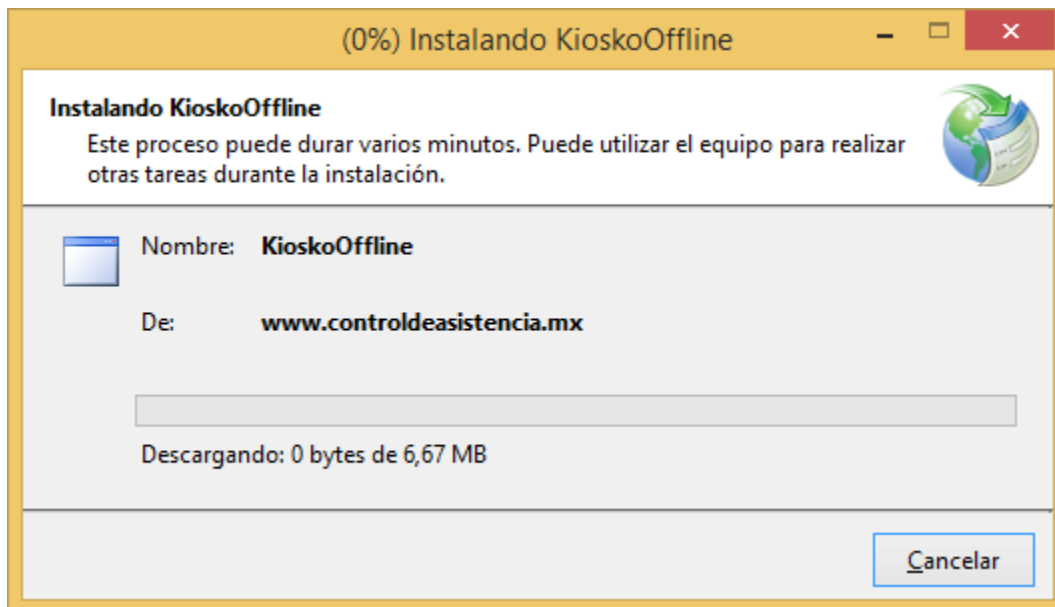 (0%) Instalando KioskoOffline
Instalando KioskoOffline
Este proceso puede durar varios minutos. Puede utilizar el equipo para realizar
otras tareas durante la instalación.
Nombre: KioskoOffline
De: www.controldeasistencia.mx
Descargando: 0 bytes de 6,67 MB
Cancelar